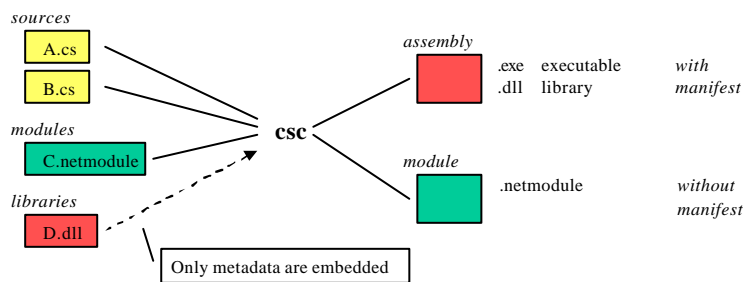 sources
A.cs
B.cs
modules
C.netmodule
libraries
D.dll
csc
Only metadata are embedded
assembly
.exe executable with
.dll library manifest
module
.netmodule without
manifest